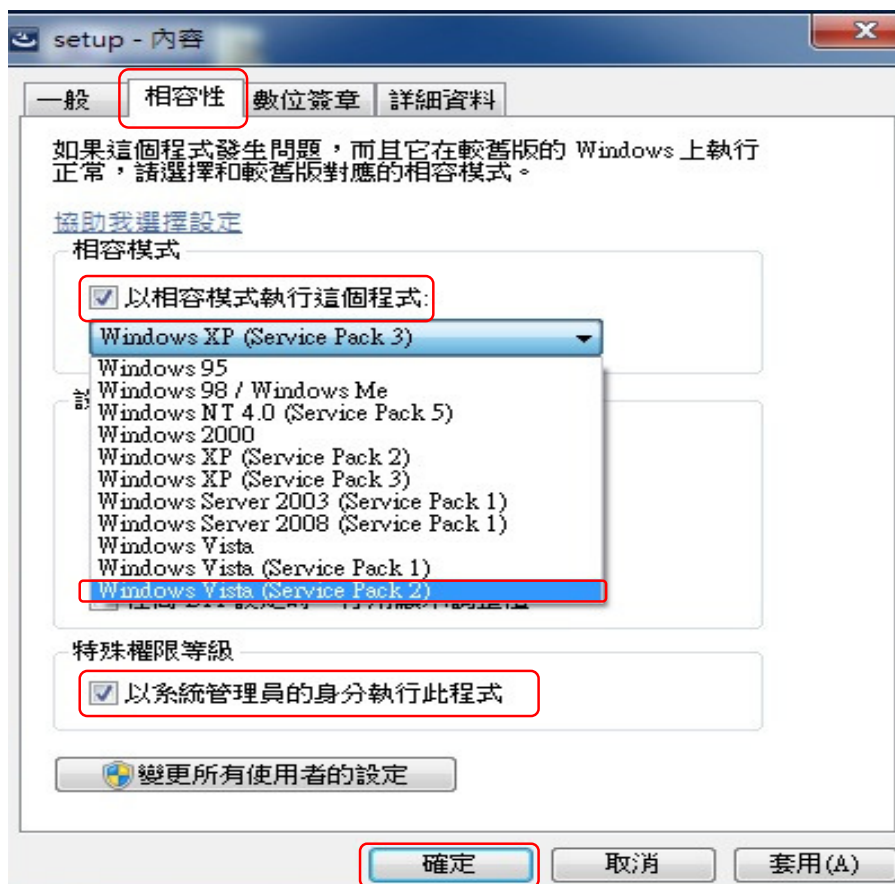 setup - 內容
一般 相容性 數位簽章 詳細資料
如果這個程式發生問題，而且它在較舊版的 Windows 上執行
正常，請選擇和較舊版對應的相容模式。
協助我選擇設定
相容模式
以相容模式執行這個程式:
Windows XP (Service Pack 3)
Windows 95
Windows 98 / Windows Me
Windows NT 4.0 (Service Pack 5)
Windows 2000
Windows XP (Service Pack 2)
Windows XP (Service Pack 3)
Windows Server 2003 (Service Pack 1)
Windows Server 2008 (Service Pack 1)
Windows Vista
Windows Vista (Service Pack 1)
Windows Vista (Service Pack 2)
特殊權限等級
以系統管理員的身分執行此程式
變更所有使用者的設定
確定 取消 套用(A)